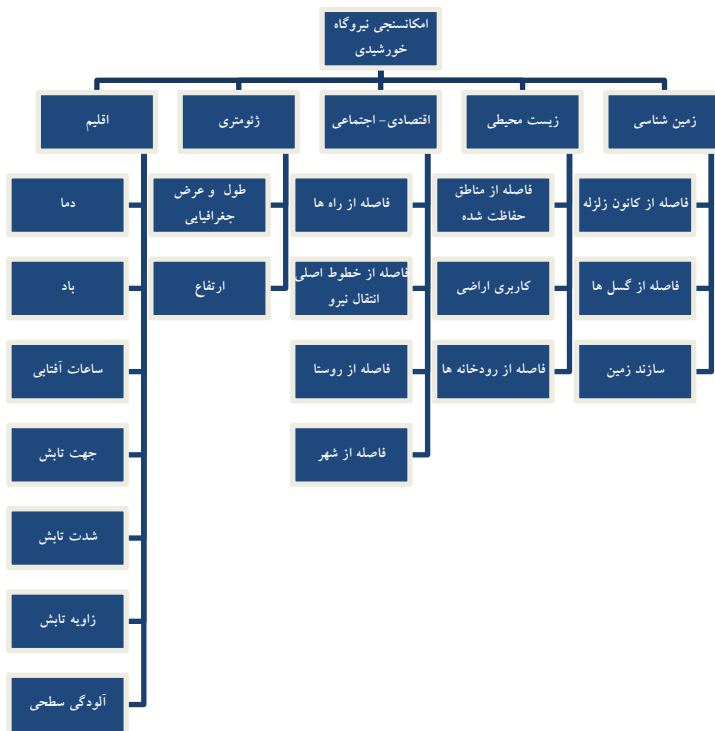 امکانسنجی نیروگاه
خورشیدی
زمین شناسی
زیست محیطی
اقتصادی- اجتماعی
ژئومتری
اقلیم
فاصله از کانون زلزله
فاصله از گسل ها
سازند زمین
فاصله از مناطق
حفاظت شده
کاربری اراضی
فاصله از رودخانه ها
فاصله از راه ها
فاصله از خطوط اصلی
انتقال نیرو
فاصله از روستا
فاصله از شهر
طول و عرض
جغرافیایی
ارتفاع
دما
باد
ساعات آفتابی
جهت تابش
شدت تابش
زاویه تابش
آلودگی سطحی